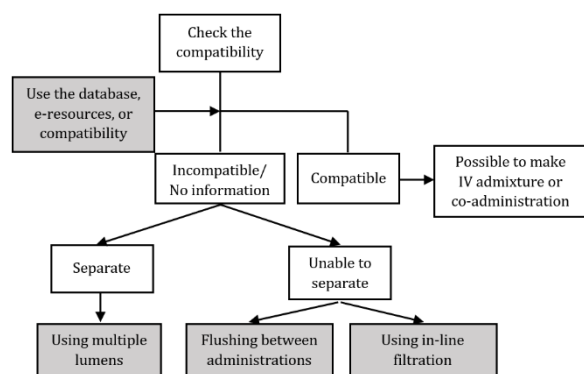 Check the
compatibility
Use the database,
e-resources, or
compatibility
Incompatible/
No information
Compatible
Possible to make
IV admixture or
co-administration
Separate
Unable to
separate
Using multiple
lumens
Flushing between
administrations
Using in-line
filtration